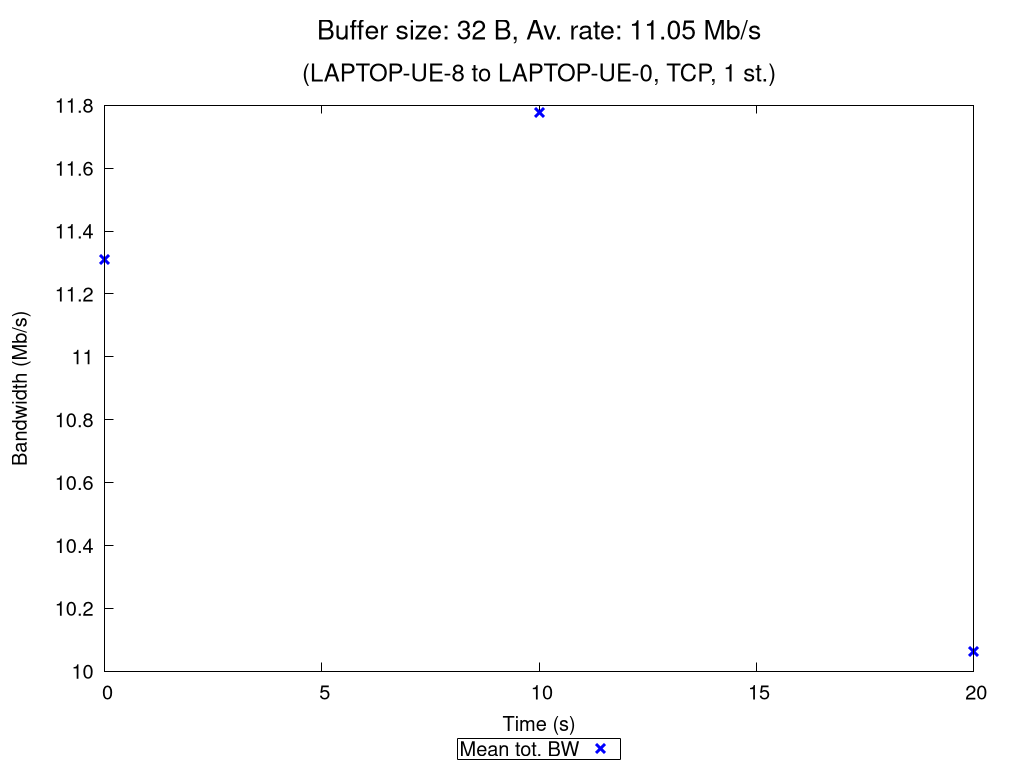 Buffer size: 32 B, Av. rate: 11.05 Mb/s
(LAPTOP-UE-8 to LAPTOP-UE-0, TCP, 1 st.)
11.8
11.6
11.4
11.2
11
10.8
10.6
10.4
10.2
10
Bandwidth (Mb/s)
0 5 10 15 20
Time (s)
Mean tot. BW